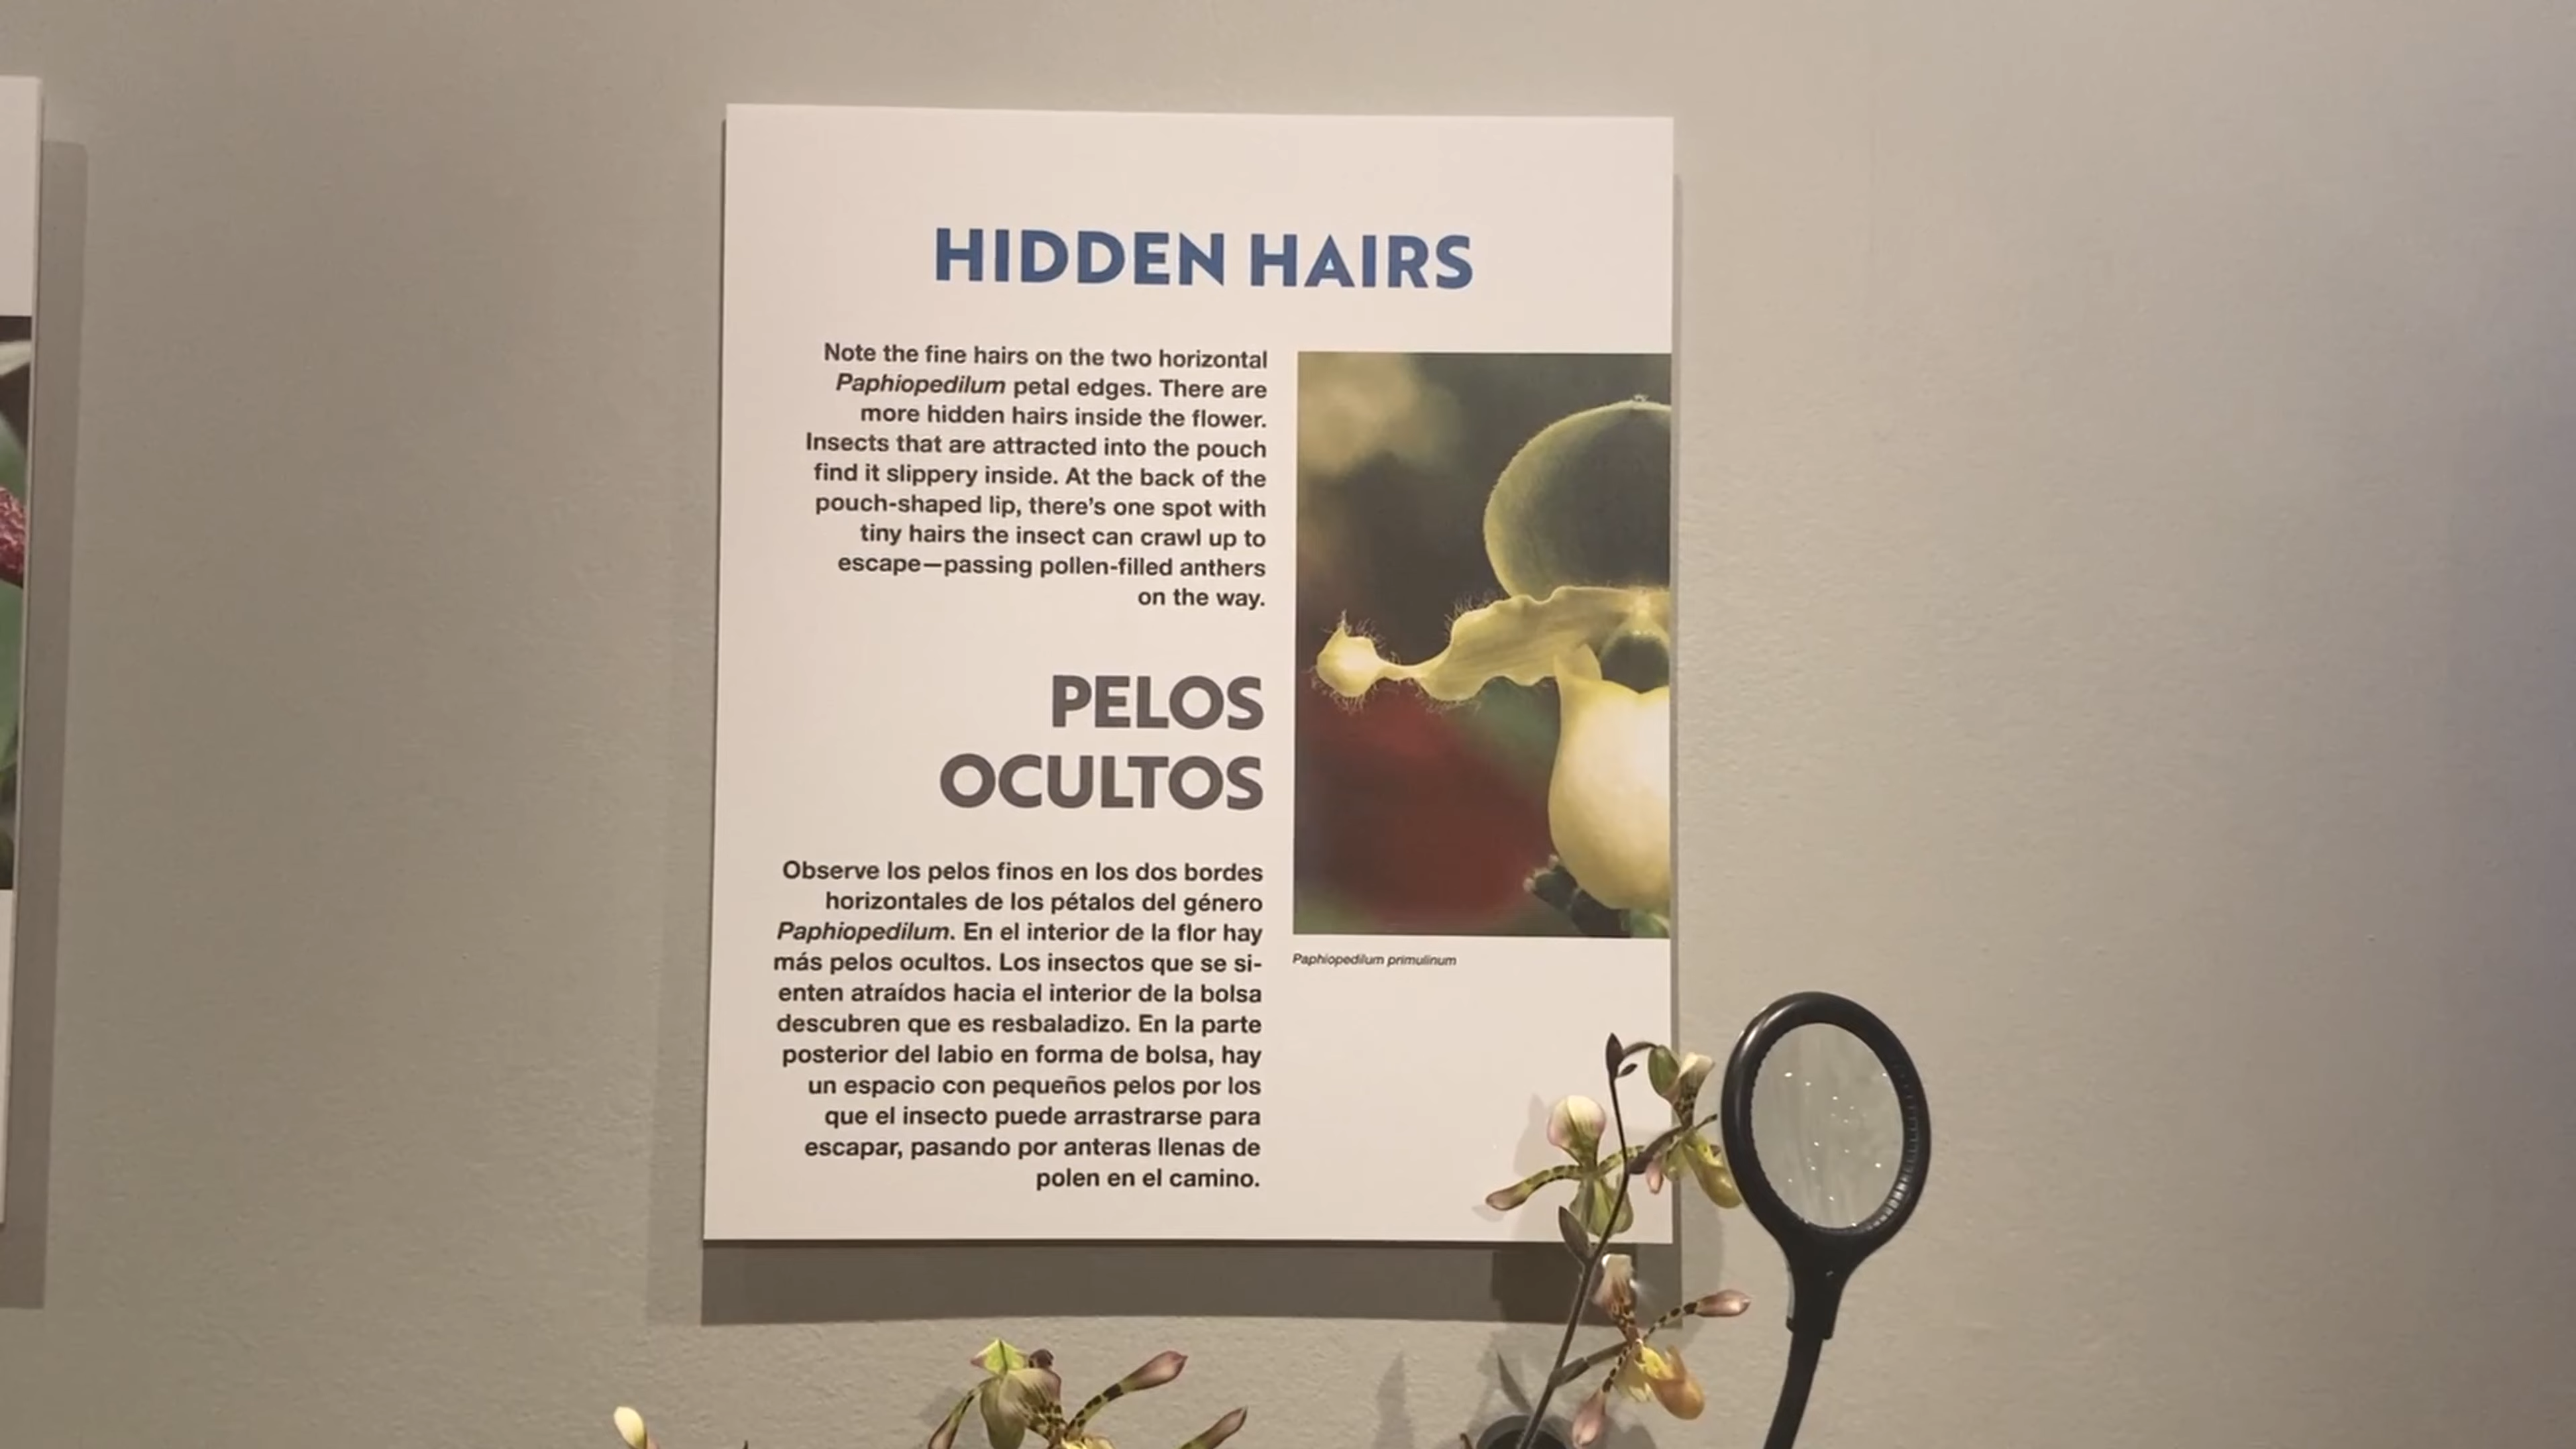 HIDDEN HAIRS
Note the fine hairs on the two horizontal
Paphiopedilum petal edges. There are
more hidden hairs inside the flower.
Insects that are attracted into the pouch
find it slippery inside. At the back of the
pouch-shaped lip, there's one spot with
tiny hairs the insect can crawl up to
escape—passing pollen-filled anthers
on the way.
PELOS
OCULTOS
Observe los pelos finos en los dos bordes
horizontales de los pétalos del género
Paphiopedilum. En el interior de la flor hay
más pelos ocultos. Los insectos que se si-
enten atraídos hacia el interior de la bolsa
descubren que es resbaladizo. En la parte
posterior del labio en forma de bolsa, hay
un espacio con pequeños pelos por los
que el insecto puede arrastrarse para
escapar, pasando por anteras llenas de
polen en el camino.
Paphiopedilum primulinum